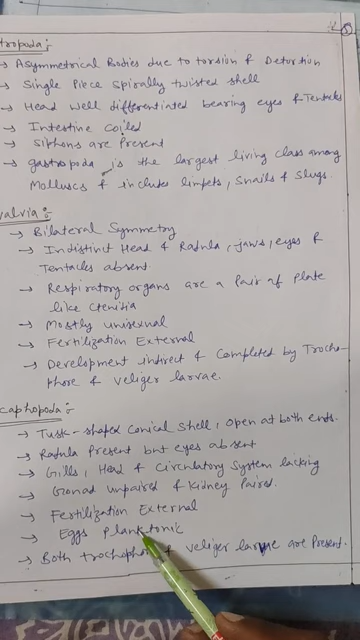 tropoda:-
→ Asymmetrical Bodies due to torsion & Detortion
→ Single Piece Spirally twisted shell
→ Head well differentiated bearing eyes & Tentacles
→ Intestine coiled
→ Siphons are Present
→ gastropoda is the largest living class among
Molluscs & includes limpets, Snails & Slugs.
valvia:-
→ Bilateral Symmetry
→ Indistinct Head & Radula, jaws, eyes &
Tentacles absent.
→ Respiratory organs are a Pair of Plate
like Ctenidia
→ Mostly unisexual
→ Fertilization External
→ Development indirect & Completed by Trocho-
phore & veliger larvae.
caphopoda:-
→ Tusk-shaped Conical Shell, open at both ends.
→ Radula Present but eyes absent
→ Gills, Head & Circulatory System lacking
→ Gonad unpaired & Kidney Paired.
→ Fertilization External
→ Eggs Planktonic
→ Both trochoph & veliger larvae are Present.